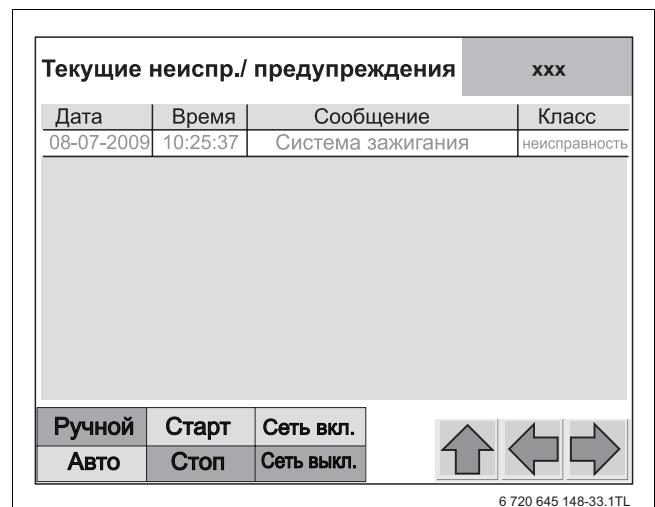 Текущие неиспр./ предупреждения xxx
Дата Время Сообщение Класс
08-07-2009 10:25:37 Система зажигания неисправность
Ручной Старт Сеть вкл.
Авто Стоп Сеть выкл.
6 720 645 148-33.1TL